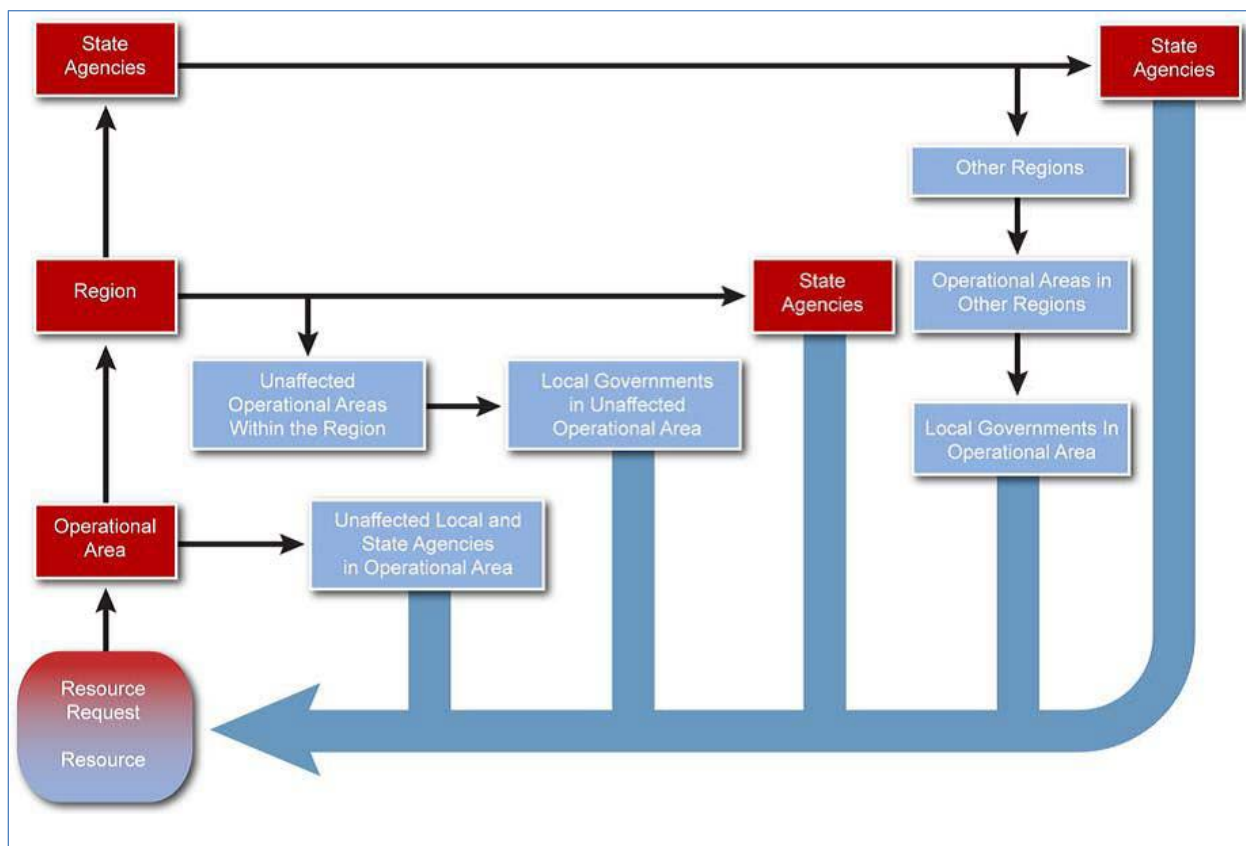 State
Agencies
State
Agencies
Other Regions
Region
State
Agencies
Operational Areas in
Other Regions
Unaffected
Operational Areas
Within the Region
Local Governments
in Unaffected
Operational Area
Local Governments In
Operational Area
Operational
Area
Unaffected Local and
State Agencies
in Operational Area
Resource
Request
Resource